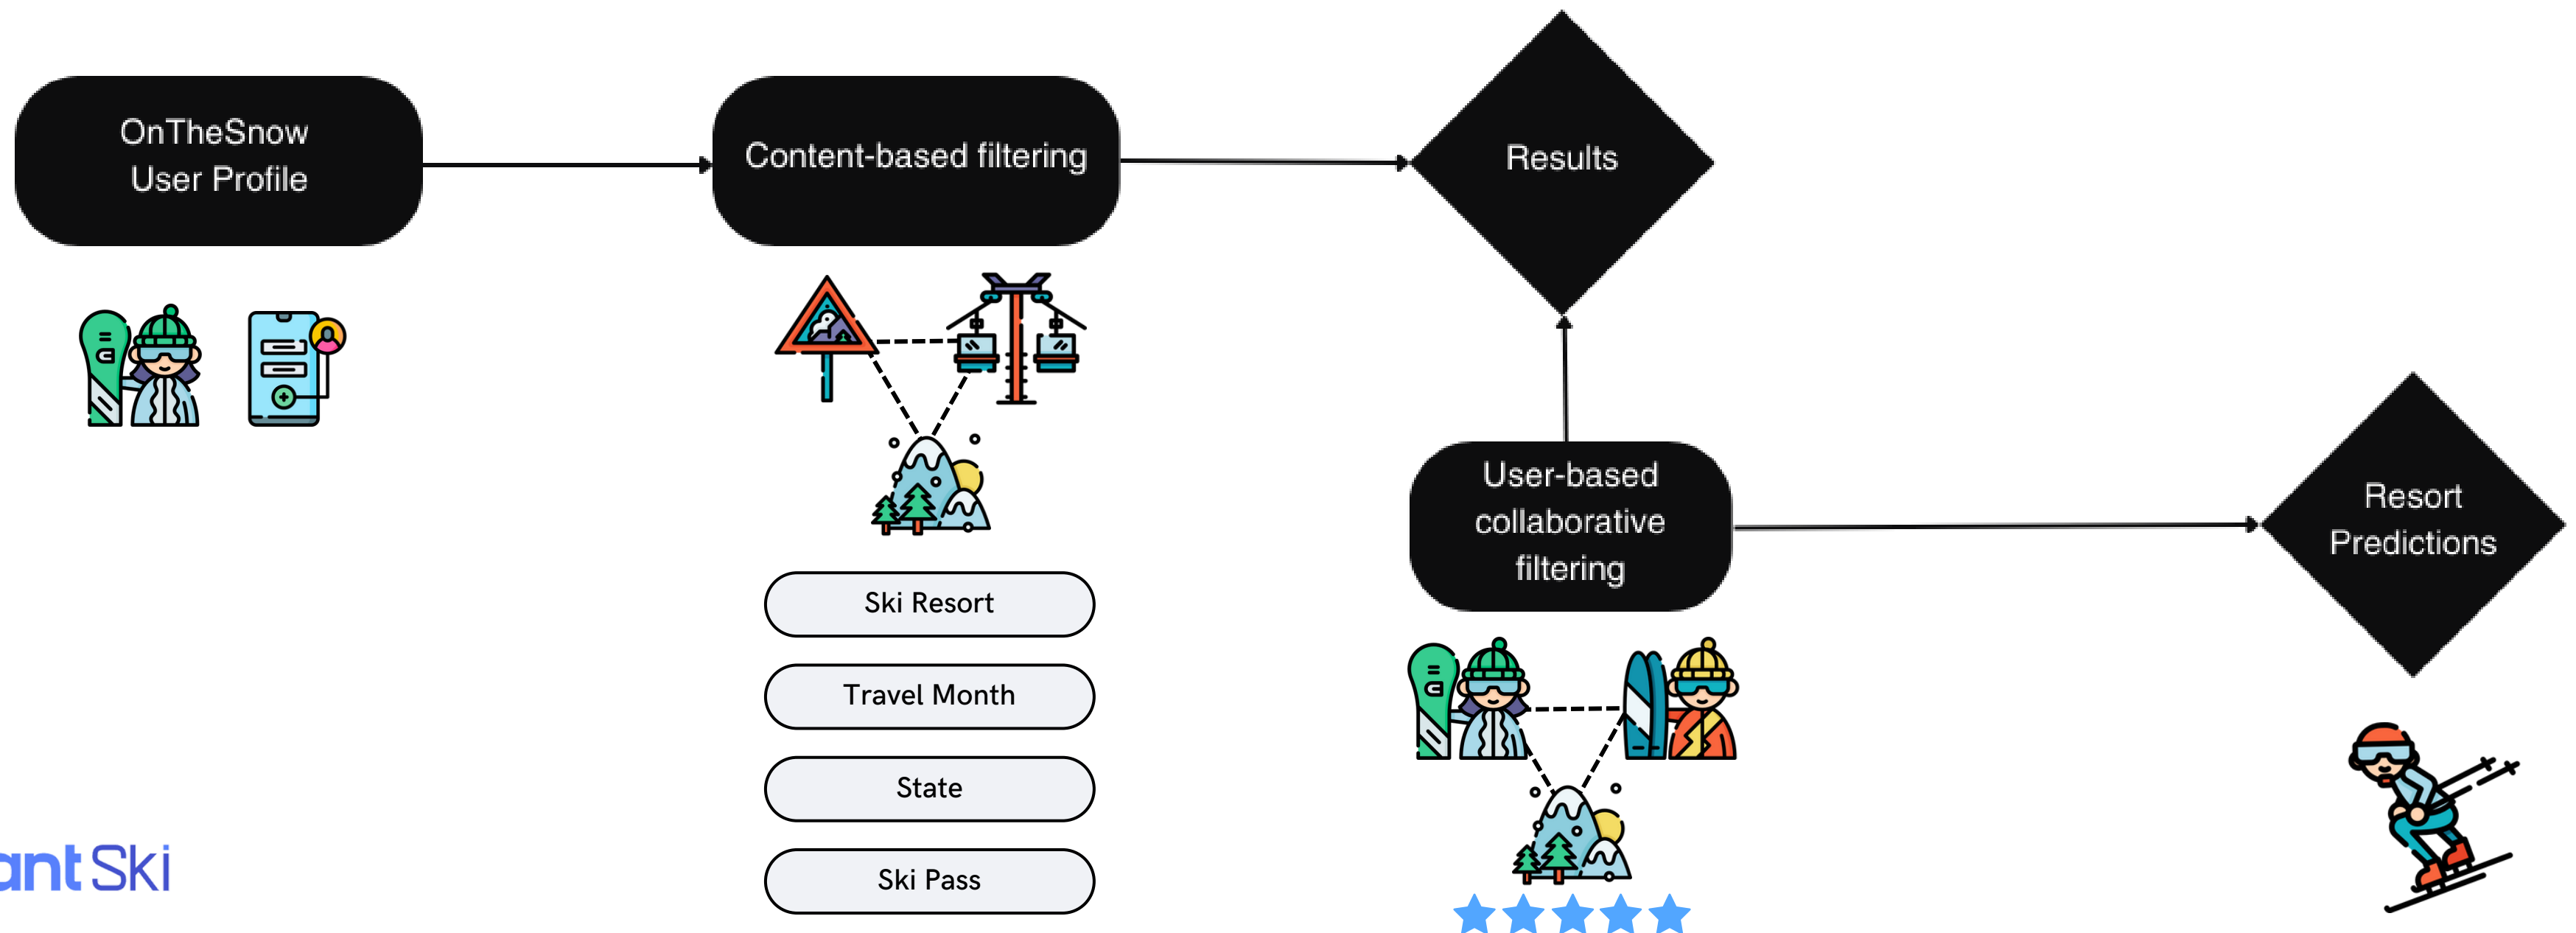 OnTheSnow
User Profile
Content-based filtering
Results
Ski Resort
Travel Month
State
Ski Pass
User-based
collaborative
filtering
Resort
Predictions
ant Ski